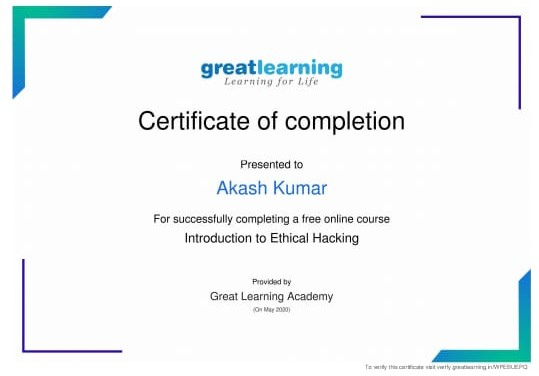 greatlearning
Learning for Life
Certificate of completion
Presented to
Akash Kumar
For successfully completing a free online course
Introduction to Ethical Hacking
Provided by
Great Learning Academy
(On May 2020)
To verify this certificate visit verify.greatlearning.in/WPEBUEPQ